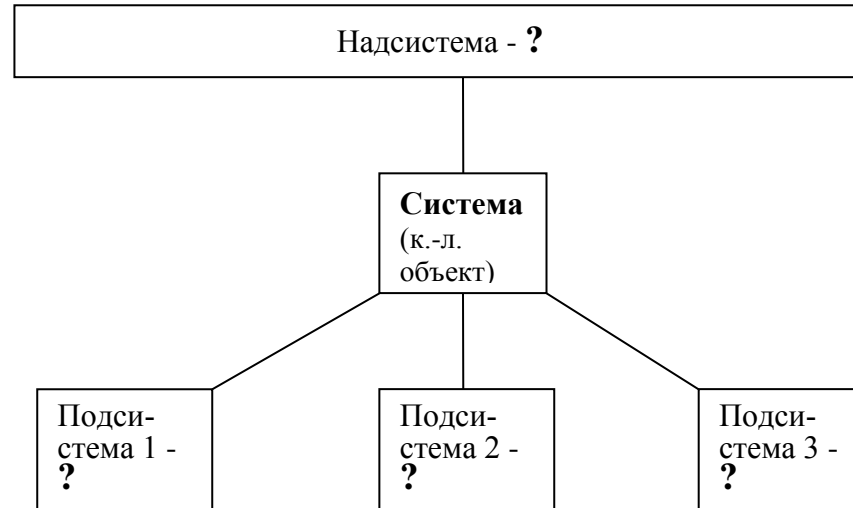 Надсистема - ?
Система
(к.-л.
объект)
Подси-
стема 1 -
?
Подси-
стема 2 -
?
Подси-
стема 3 -
?